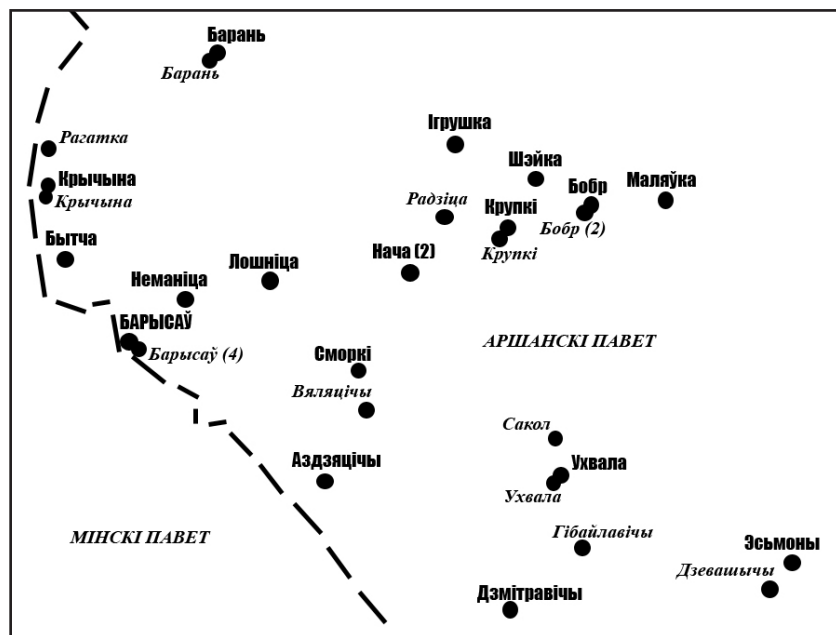 Барань
Барань
Рагатка
Ігрушка
Шэйка
Крычына
Крычына
Бобр
Маляўка
Радзіца
Крупкі
Бобр (2)
Крупкі
Бытча
Нача (2)
Лошніца
Неманіца
БАРЫСАЎ
Барысаў (4)
Сморкі
АРШАНСКІ ПАВЕТ
Вяляцічы
Сакол
Аздзяцічы
Ухвала
Ухвала
МІНСКІ ПАВЕТ
Гібайлавічы
Эсьмоны
Дзевашычы
Дзмітравічы